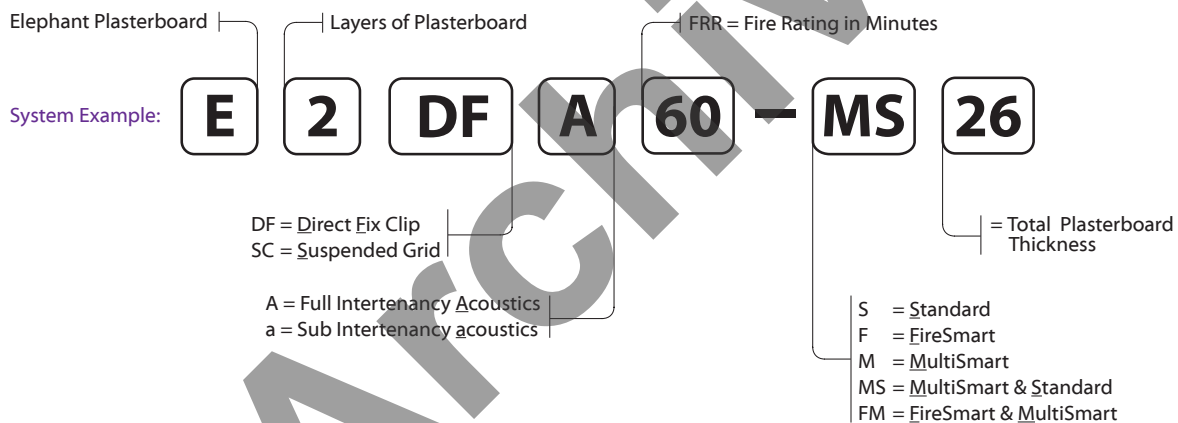 Elephant Plasterboard
Layers of Plasterboard
FRR = Fire Rating in Minutes
System Example: E 2 DF A 60 – MS 26
DF = Direct Fix Clip
SC = Suspended Grid
A = Full Intertenancy Acoustics
a = Sub Intertenancy acoustics
= Total Plasterboard
Thickness
S = Standard
F = FireSmart
M = MultiSmart
MS = MultiSmart & Standard
FM = FireSmart & MultiSmart